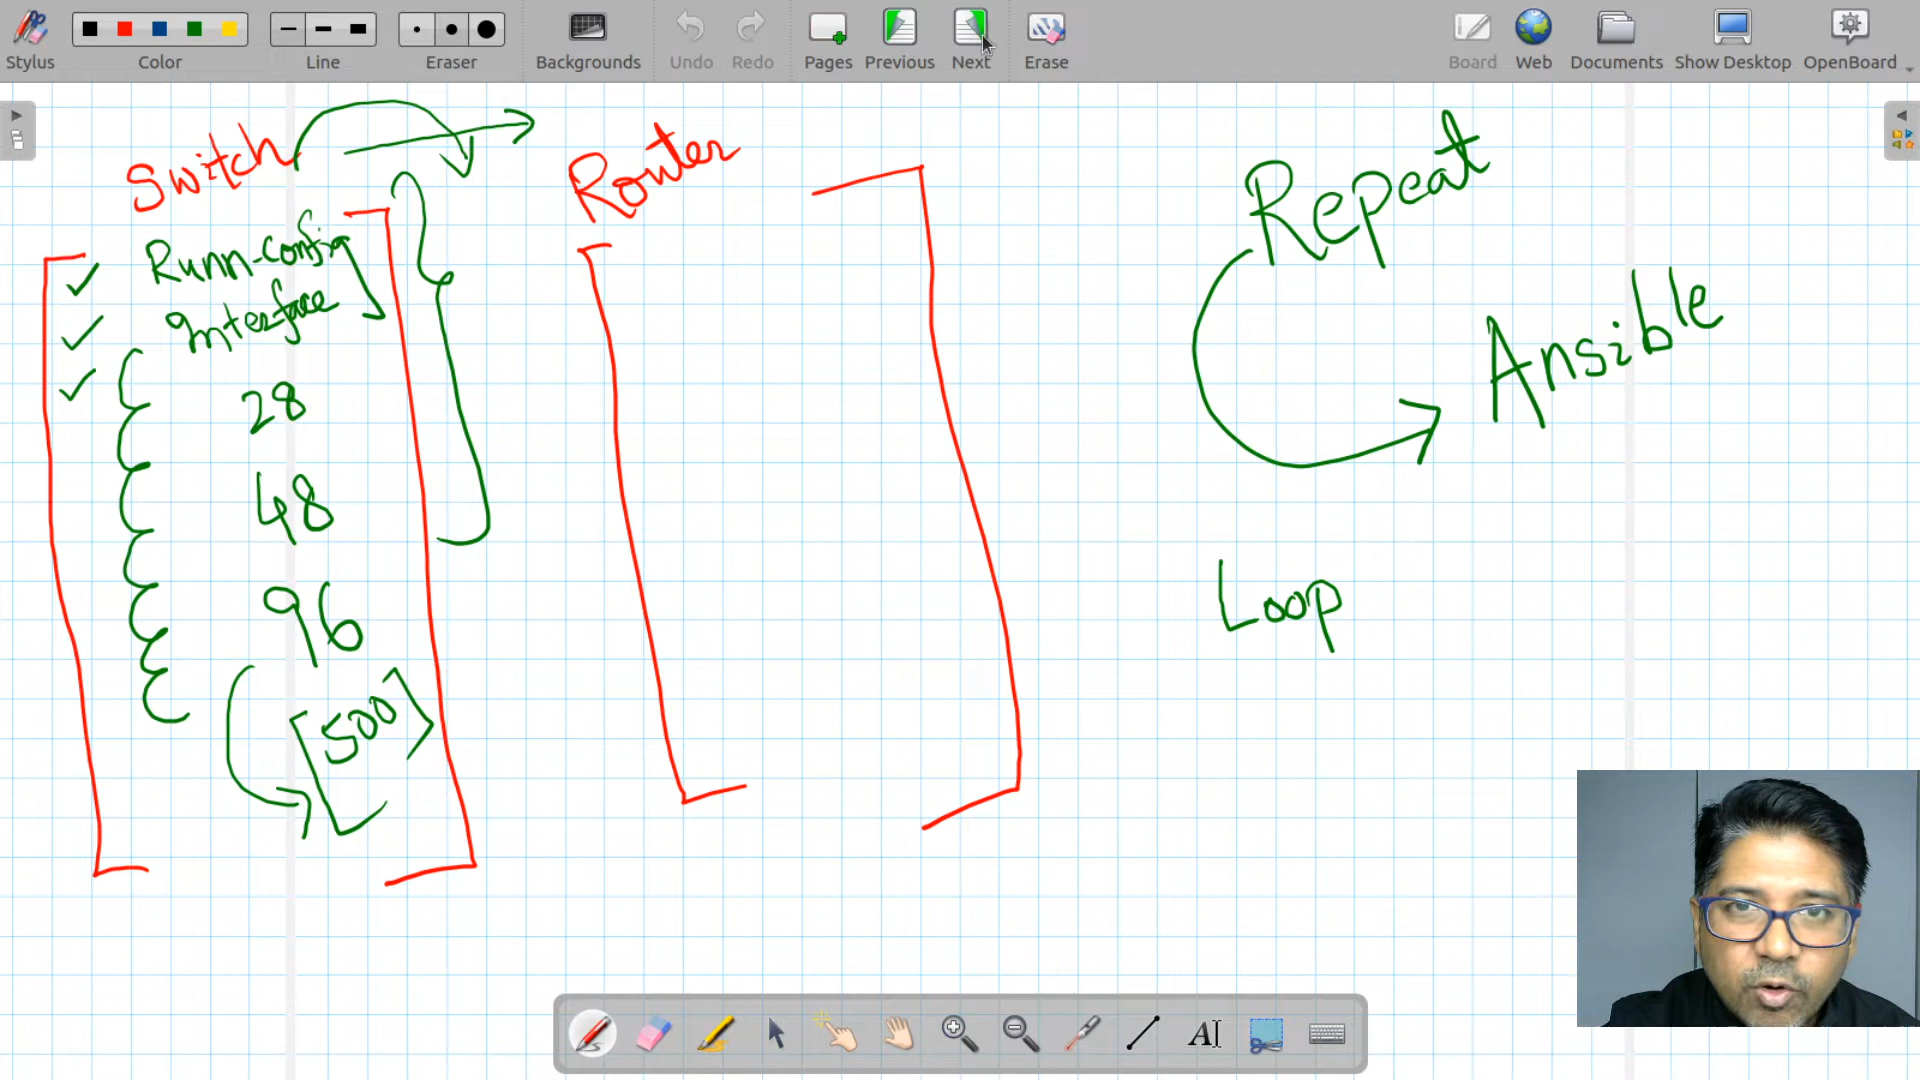 Stylus
Color
Line
Eraser
Backgrounds
Undo
Redo
Pages
Previous
Next
Erase
Board
Web
Documents
Show Desktop
OpenBoard
Switch
Runn-Config
Interface
28
48
96
[500]
Router
Repeat
Ansible
Loop